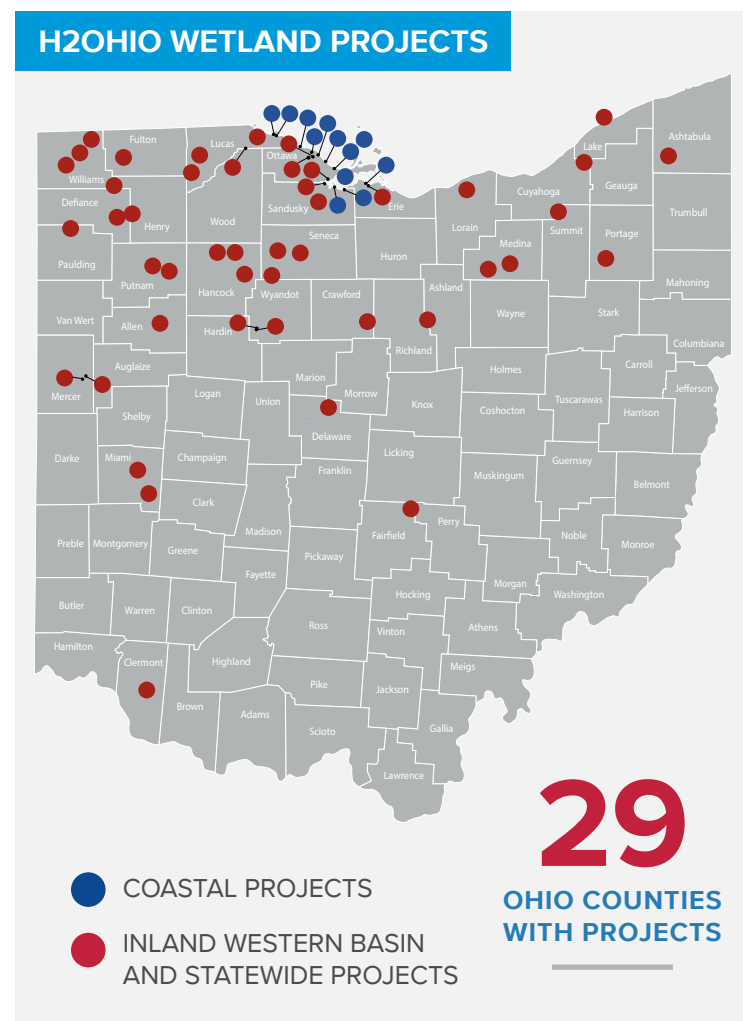 H2OHIO WETLAND PROJECTS
Fulton
Lucas
Ottawa
Lake
Ashtabula
Williams
Geauga
Defiance
Henry
Wood
Sandusky
Erie
Cuyahoga
Trumbull
Seneca
Lorain
Medina
Summit
Portage
Paulding
Putnam
Hancock
Wyandot
Crawford
Huron
Ashland
Mahoning
Van Wert
Allen
Hardin
Richland
Wayne
Stark
Columbiana
Mercer
Auglaize
Marion
Morrow
Holmes
Carroll
Jefferson
Shelby
Logan
Union
Knox
Coshocton
Tuscarawas
Harrison
Delaware
Darke
Miami
Champaign
Franklin
Licking
Muskingum
Guernsey
Belmont
Clark
Preble
Montgomery
Greene
Madison
Pickaway
Fairfield
Perry
Noble
Monroe
Fayette
Morgan
Washington
Butler
Warren
Clinton
Hocking
Ross
Vinton
Athens
Hamilton
Clermont
Highland
Meigs
Pike
Jackson
Brown
Adams
Scioto
Gallia
Lawrence
29
OHIO COUNTIES
WITH PROJECTS
COASTAL PROJECTS
INLAND WESTERN BASIN
AND STATEWIDE PROJECTS